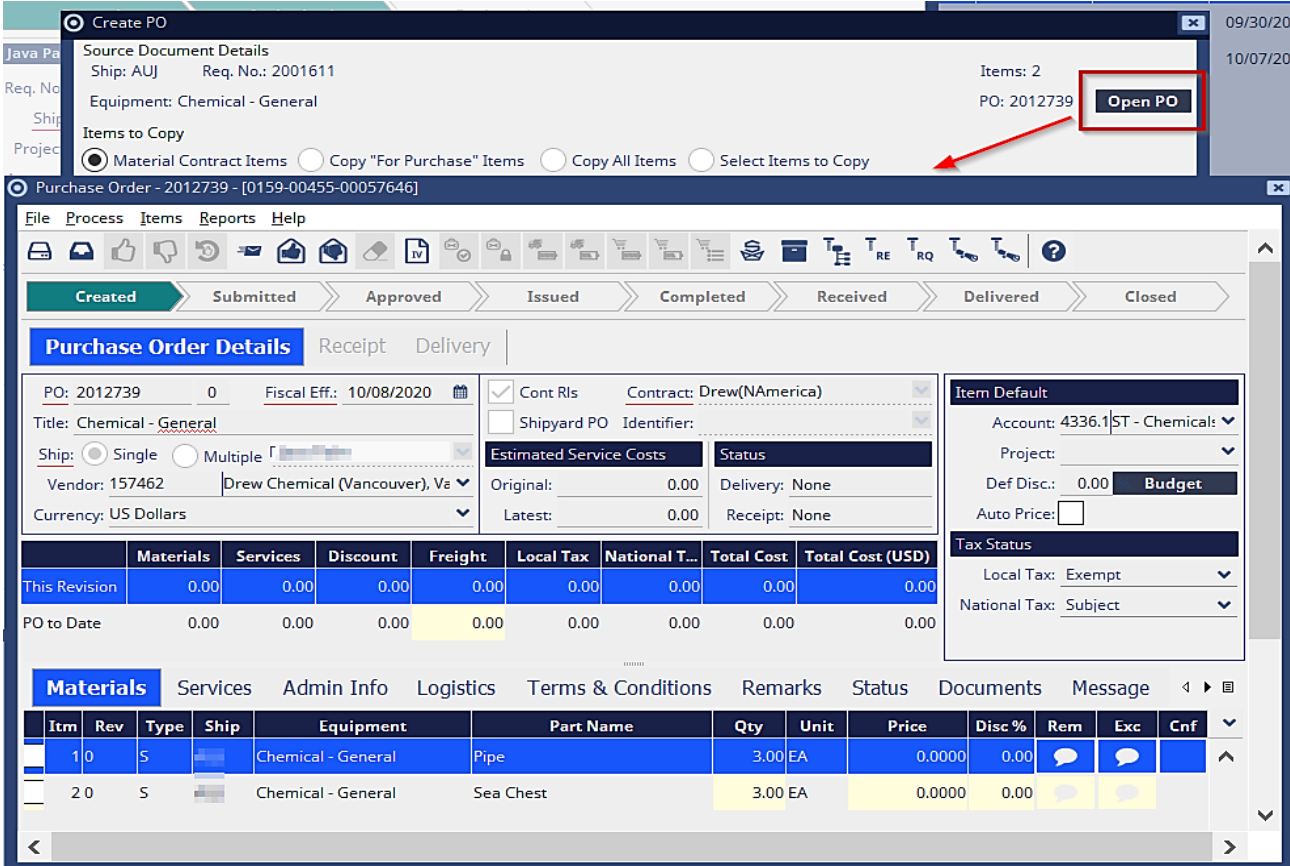 Create PO
09/30/20
Java Pa
Source Document Details
Ship: AUJ Req. No.: 2001611 Items: 2
10/07/20
Req. No
Equipment: Chemical - General PO: 2012739 Open PO
Ship
Items to Copy
Projec
Material Contract Items Copy "For Purchase" Items Copy All Items Select Items to Copy
Purchase Order - 2012739 - [0159-00455-00057646]
File Process Items Reports Help
IV T T RE T RQ T T ?
Created Submitted Approved Issued Completed Received Delivered Closed
Purchase Order Details Receipt Delivery
PO: 2012739 0 Fiscal Eff.: 10/08/2020 Cont Rls Contract: Drew(NAmerica) Item Default
Title: Chemical - General Shipyard PO Identifier: Account: 4336.1 ST - Chemicals
Ship: Single Multiple Estimated Service Costs Status Project:
Vendor: 157462 Drew Chemical (Vancouver), Va Original: 0.00 Delivery: None Def Disc.: 0.00 Budget
Currency: US Dollars Latest: 0.00 Receipt: None Auto Price:
Tax Status
Materials Services Discount Freight Local Tax National T... Total Cost Total Cost (USD)
Local Tax: Exempt
This Revision 0.00 0.00 0.00 0.00 0.00 0.00 0.00 0.00
National Tax: Subject
PO to Date 0.00 0.00 0.00 0.00 0.00 0.00 0.00 0.00
Materials Services Admin Info Logistics Terms & Conditions Remarks Status Documents Message
Itm Rev Type Ship Equipment Part Name Qty Unit Price Disc % Rem Exc Cnf
1 0 S Chemical - General Pipe 3.00 EA 0.0000 0.00
2 0 S Chemical - General Sea Chest 3.00 EA 0.0000 0.00